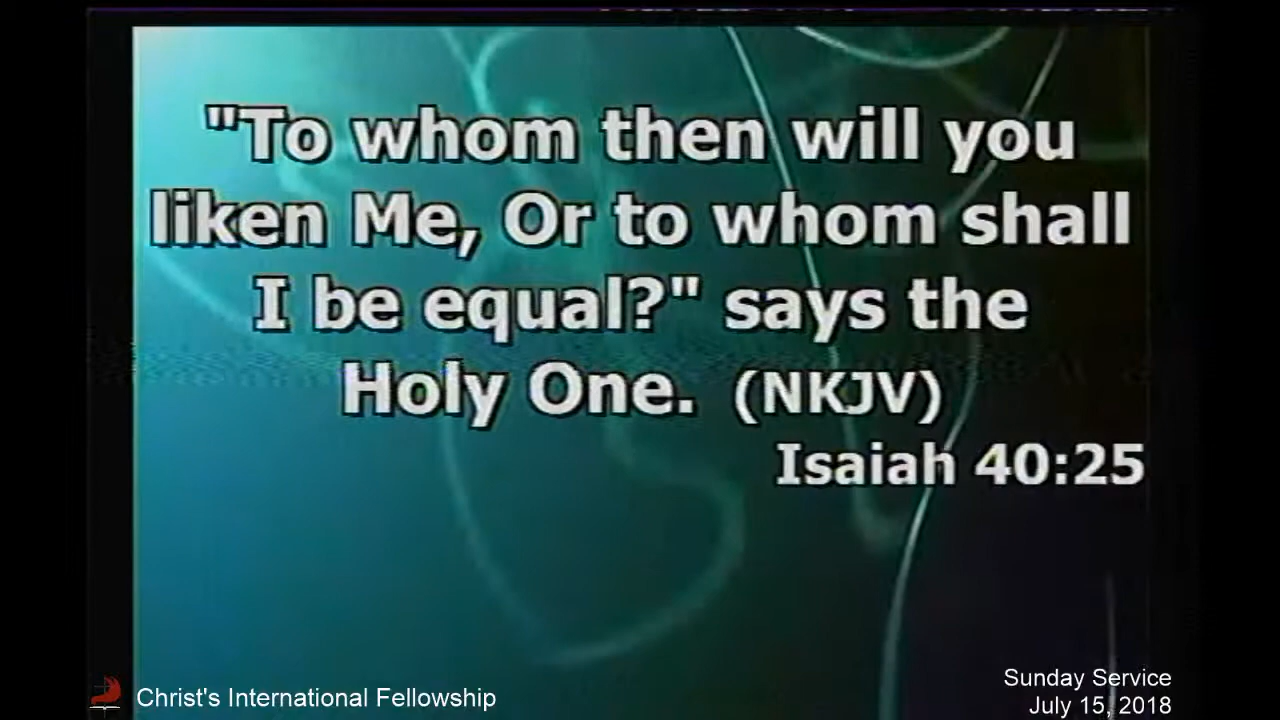 "To whom then will you
liken Me, Or to whom shall
I be equal?" says the
Holy One. (NKJV)
Isaiah 40:25
Christ's International Fellowship
Sunday Service
July 15, 2018